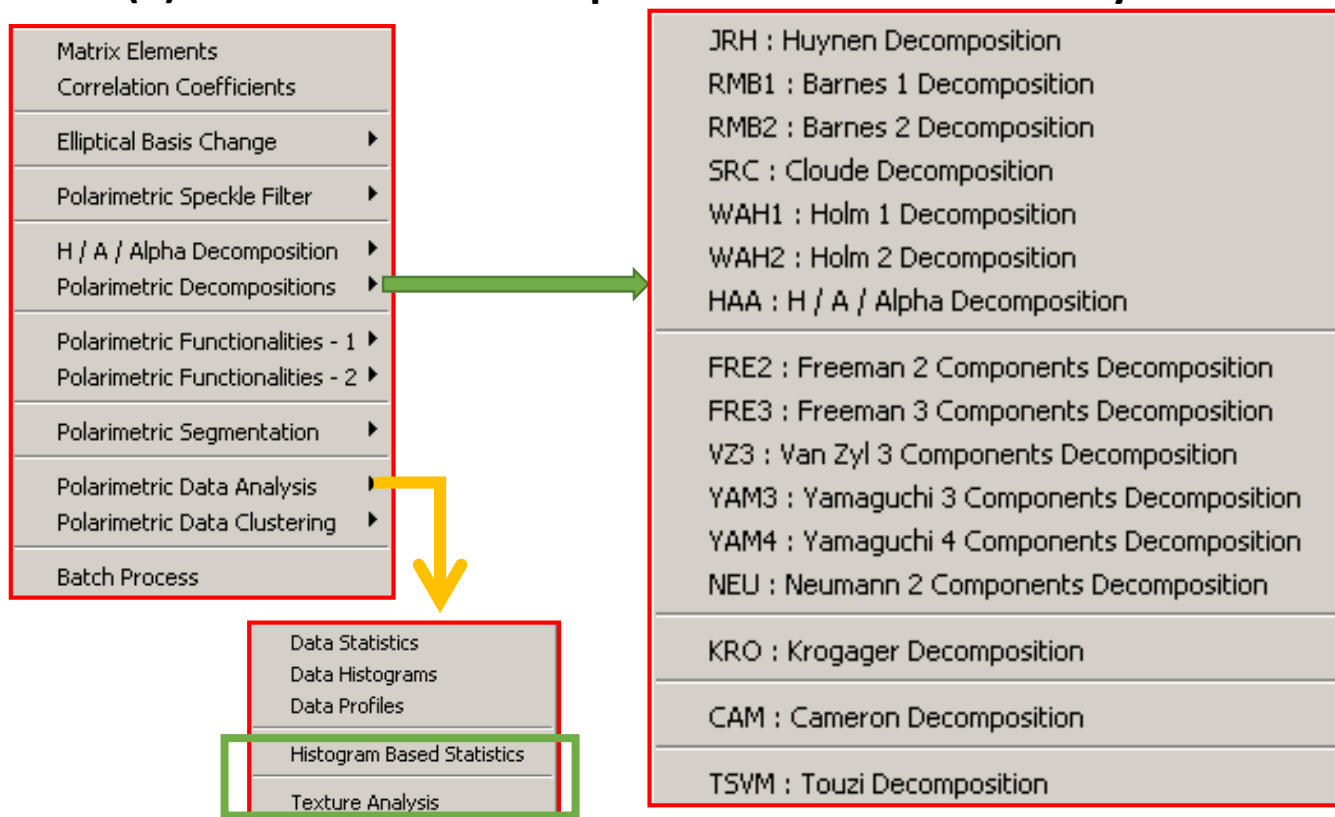 Matrix Elements
Correlation Coefficients
Elliptical Basis Change
Polarimetric Speckle Filter
H / A / Alpha Decomposition
Polarimetric Decompositions
Polarimetric Functionalities - 1
Polarimetric Functionalities - 2
Polarimetric Segmentation
Polarimetric Data Analysis
Polarimetric Data Clustering
Batch Process
JRH : Huynen Decomposition
RMB1 : Barnes 1 Decomposition
RMB2 : Barnes 2 Decomposition
SRC : Cloude Decomposition
WAH1 : Holm 1 Decomposition
WAH2 : Holm 2 Decomposition
HAA : H / A / Alpha Decomposition
FRE2 : Freeman 2 Components Decomposition
FRE3 : Freeman 3 Components Decomposition
VZ3 : Van Zyl 3 Components Decomposition
YAM3 : Yamaguchi 3 Components Decomposition
YAM4 : Yamaguchi 4 Components Decomposition
NEU : Neumann 2 Components Decomposition
KRO : Krogager Decomposition
CAM : Cameron Decomposition
TSVM : Touzi Decomposition
Data Statistics
Data Histograms
Data Profiles
Histogram Based Statistics
Texture Analysis